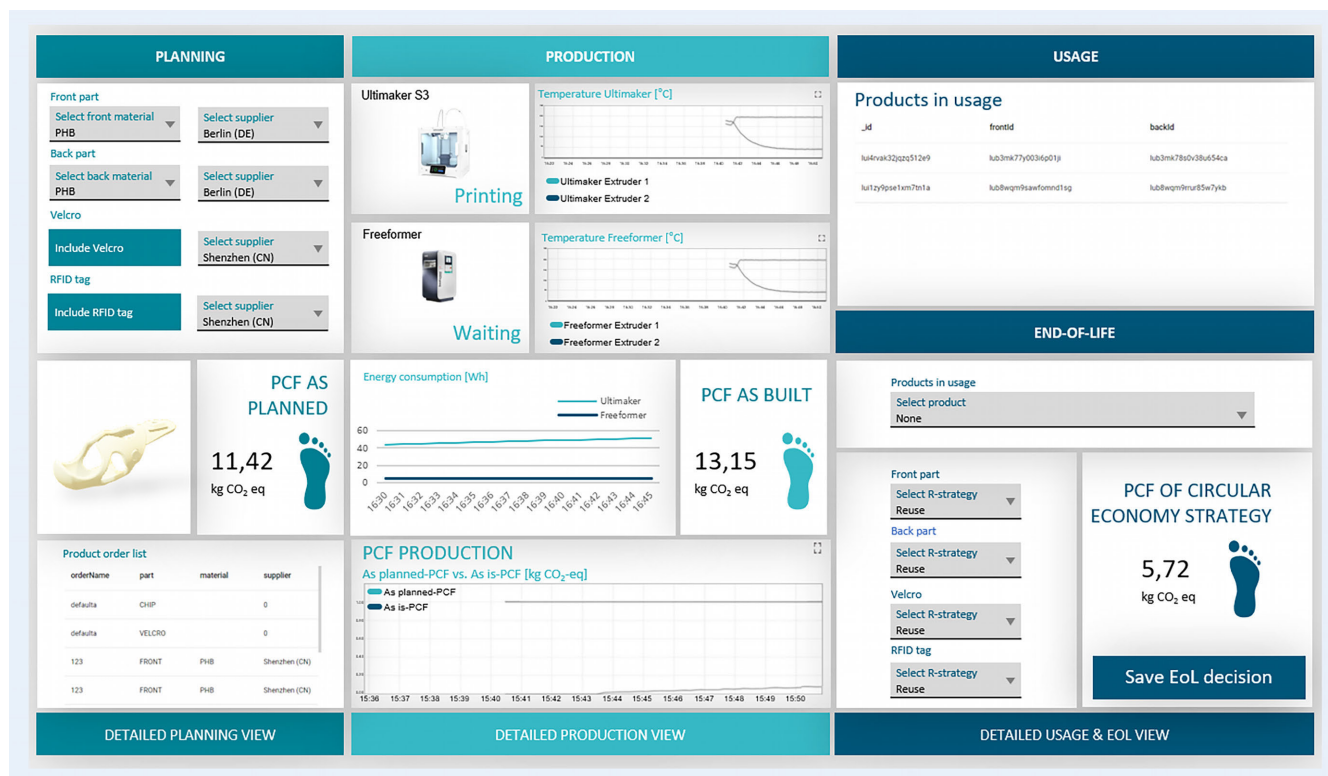 PLANNING
Front part
Select front material
PHB
Select supplier
Berlin (DE)
Back part
Select back material
PHB
Select supplier
Berlin (DE)
Velcro
Include Velcro
Select supplier
Shenzhen (CN)
RFID tag
Include RFID tag
Select supplier
Shenzhen (CN)
PCF AS
PLANNED
11,42
kg CO₂ eq
Product order list
orderName part material supplier
defaulta CHIP 0
defaulta VELCRO 0
123 FRONT PHB Shenzhen (CN)
123 FRONT PHB Shenzhen (CN)
DETAILED PLANNING VIEW
PRODUCTION
Ultimaker S3
Printing
Temperature Ultimaker [°C]
Ultimaker Extruder 1
Ultimaker Extruder 2
Freeformer
Waiting
Temperature Freeformer [°C]
Freeformer Extruder 1
Freeformer Extruder 2
Energy consumption [Wh]
Ultimaker
Freeformer
60
40
20
0
16:30 16:31 16:32 16:33 16:34 16:35 16:36 16:37 16:38 16:39 16:40 16:41 16:42 16:43 16:44 16:45
PCF AS BUILT
13,15
kg CO₂ eq
PCF PRODUCTION
As planned-PCF vs. As is-PCF [kg CO₂-eq]
As planned-PCF
As is-PCF
15:36 15:37 15:38 15:39 15:40 15:41 15:42 15:43 15:44 15:45 15:46 15:47 15:48 15:49 15:50
DETAILED PRODUCTION VIEW
USAGE
Products in usage
_id frontId backId
lui4rvak32jqzq512e9 lub3mk77y003i6p01ji lub3mk78s0v38u654ca
lui1zy9pse1xm7tn1a lub8wqm9sawfomnd1sg lub8wqm9rrur85w7ykb
END-OF-LIFE
Products in usage
Select product
None
Front part
Select R-strategy
Reuse
Back part
Select R-strategy
Reuse
Velcro
Select R-strategy
Reuse
RFID tag
Select R-strategy
Reuse
PCF OF CIRCULAR
ECONOMY STRATEGY
5,72
kg CO₂ eq
Save EoL decision
DETAILED USAGE & EOL VIEW